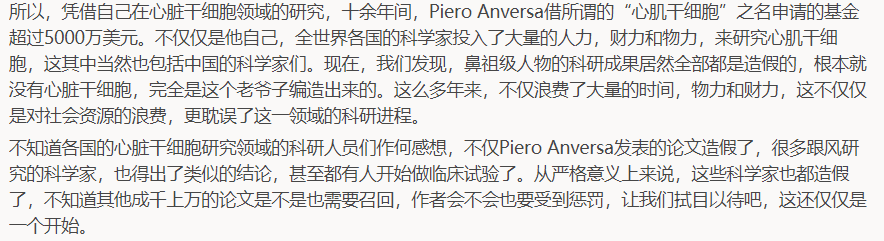 所以，凭借自己在心脏干细胞领域的研究，十余年间，Piero Anversa借所谓的“心肌干细胞”之名申请的基金
超过5000万美元。不仅仅是他自己，全世界各国的科学家投入了大量的人力，财力和物力，来研究心肌干细
胞，这其中当然也包括中国的科学家们。现在，我们发现，鼻祖级人物的科研成果居然全部都是造假的，根本就
没有心脏干细胞，完全是这个老爷子编造出来的。这么多年来，不仅浪费了大量的时间，物力和财力，这不仅仅
是对社会资源的浪费，更耽误了这一领域的科研进程。
不知道各国的心脏干细胞研究领域的科研人员们作何感想，不仅Piero Anversa发表的论文造假了，很多跟风研
究的科学家，也得出了类似的结论，甚至都有人开始做临床试验了。从严格意义上来说，这些科学家也都造假
了，不知道其他成千上万的论文是不是也需要召回，作者会不会也要受到惩罚，让我们拭目以待吧，这还仅仅是
一个开始。